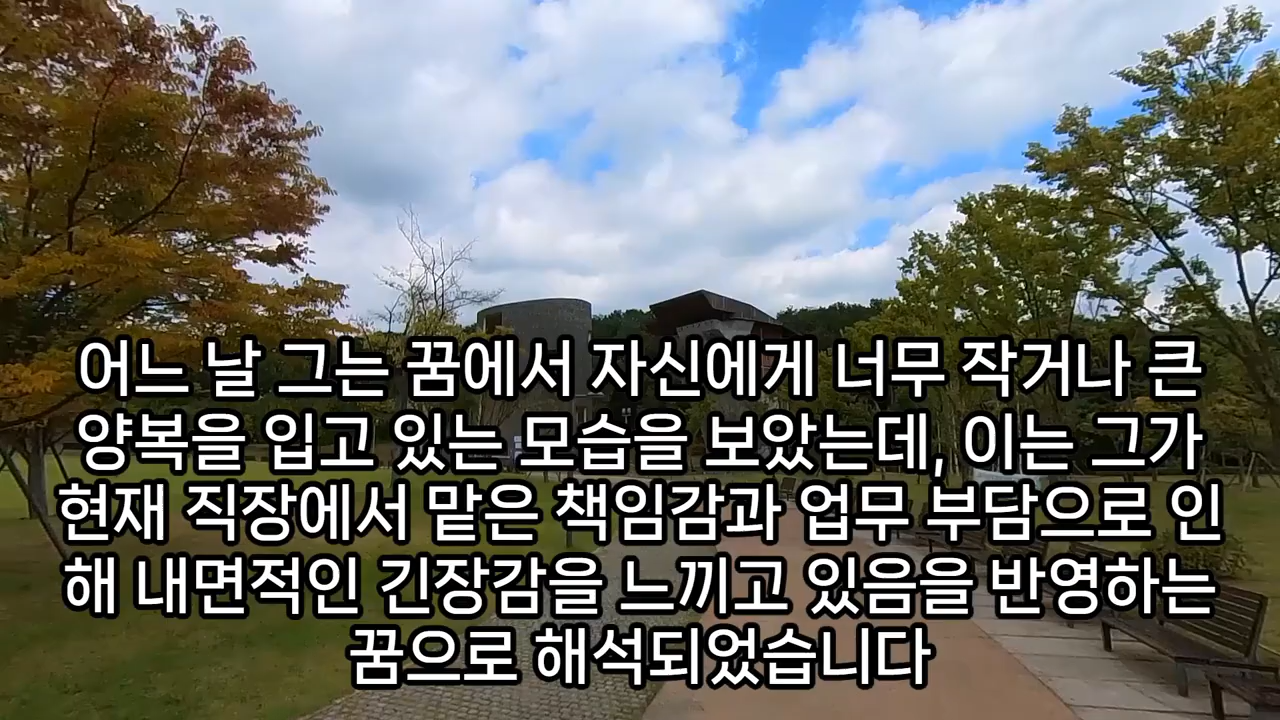 어느 날 그는 꿈에서 자신에게 너무 작거나 큰
양복을 입고 있는 모습을 보았는데, 이는 그가
현재 직장에서 맡은 책임감과 업무 부담으로 인
해 내면적인 긴장감을 느끼고 있음을 반영하는
꿈으로 해석되었습니다